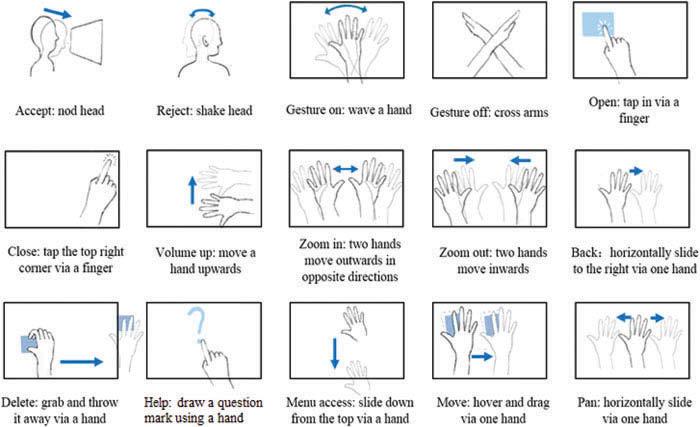 Accept: nod head
Reject: shake head
Gesture on: wave a hand
Gesture off: cross arms
Open: tap in via a
finger
Close: tap the top right
corner via a finger
Volume up: move a
hand upwards
Zoom in: two hands
move outwards in
opposite directions
Zoom out: two hands
move inwards
Back: horizontally slide
to the right via one hand
Delete: grab and throw
it away via a hand
Help: draw a question
mark using a hand
Menu access: slide down
from the top via a hand
Move: hover and drag
via one hand
Pan: horizontally slide
via one hand